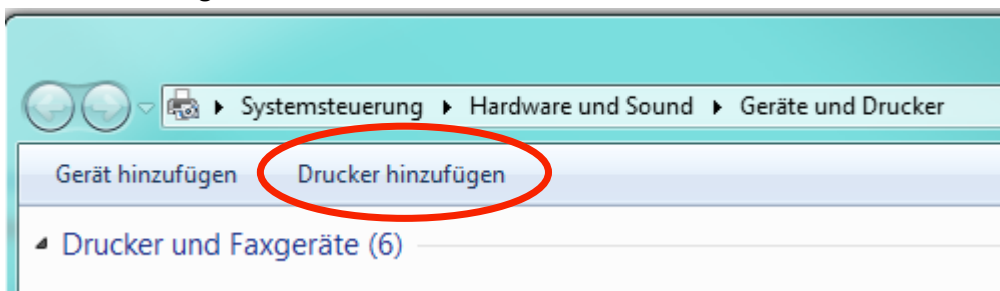 Systemsteuerung ▸ Hardware und Sound ▸ Geräte und Drucker
Gerät hinzufügen Drucker hinzufügen
Drucker und Faxgeräte (6)